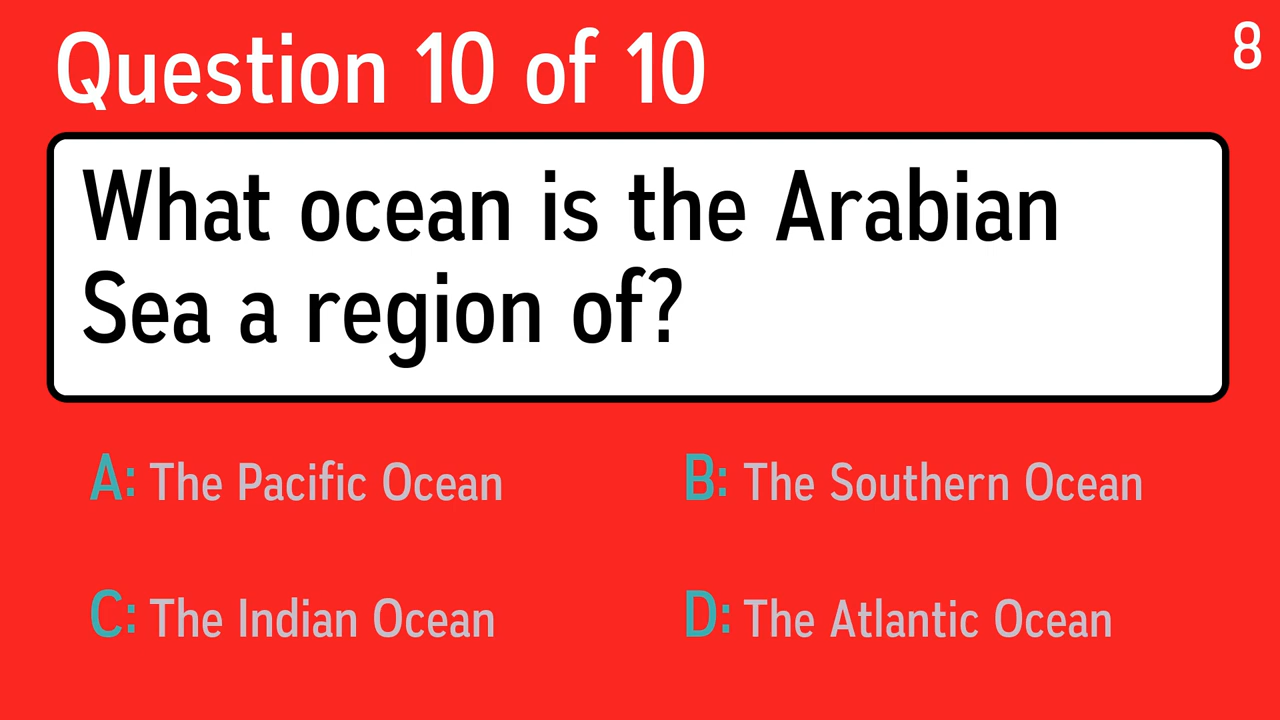 Question 10 of 10
8
What ocean is the Arabian
Sea a region of?
A: The Pacific Ocean
B: The Southern Ocean
C: The Indian Ocean
D: The Atlantic Ocean